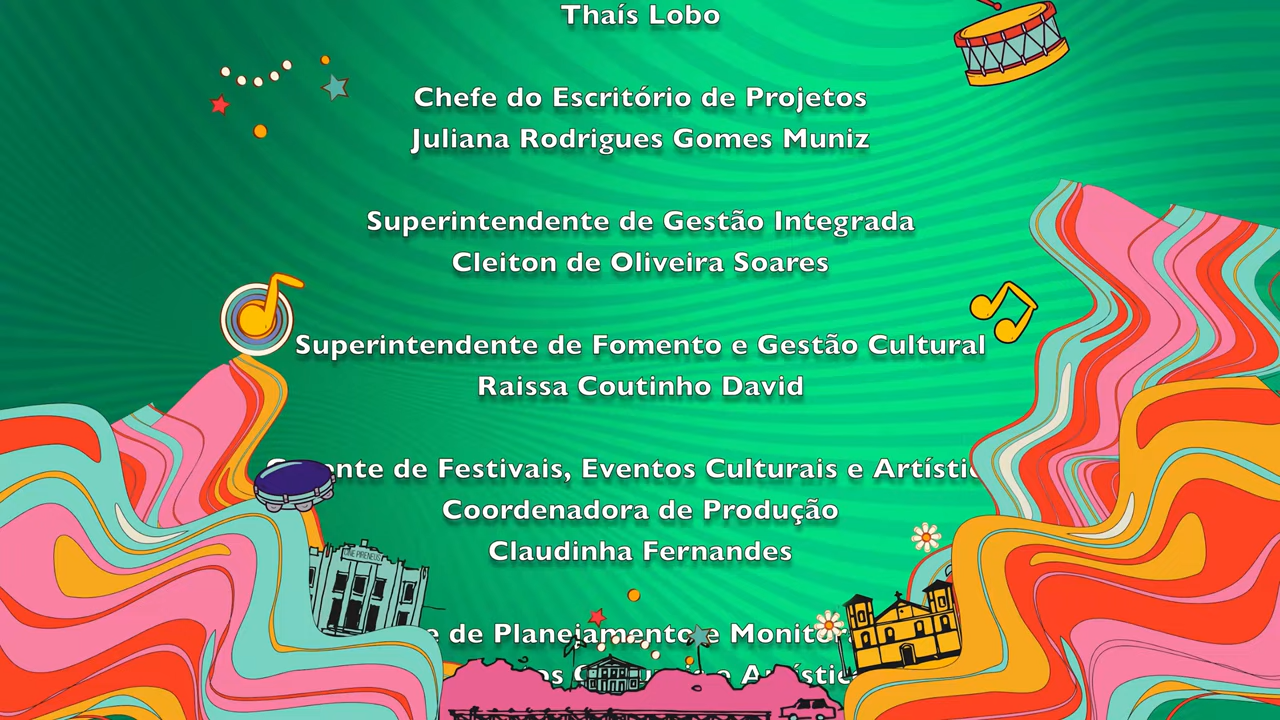 Thaís Lobo
Chefe do Escritório de Projetos
Juliana Rodrigues Gomes Muniz
Superintendente de Gestão Integrada
Cleiton de Oliveira Soares
Superintendente de Fomento e Gestão Cultural
Raissa Coutinho David
de Festivais, Eventos Culturais e
Coordenadora de Produção
Claudinha Fernandes
CINE PIRENEUS
de Planejamento e